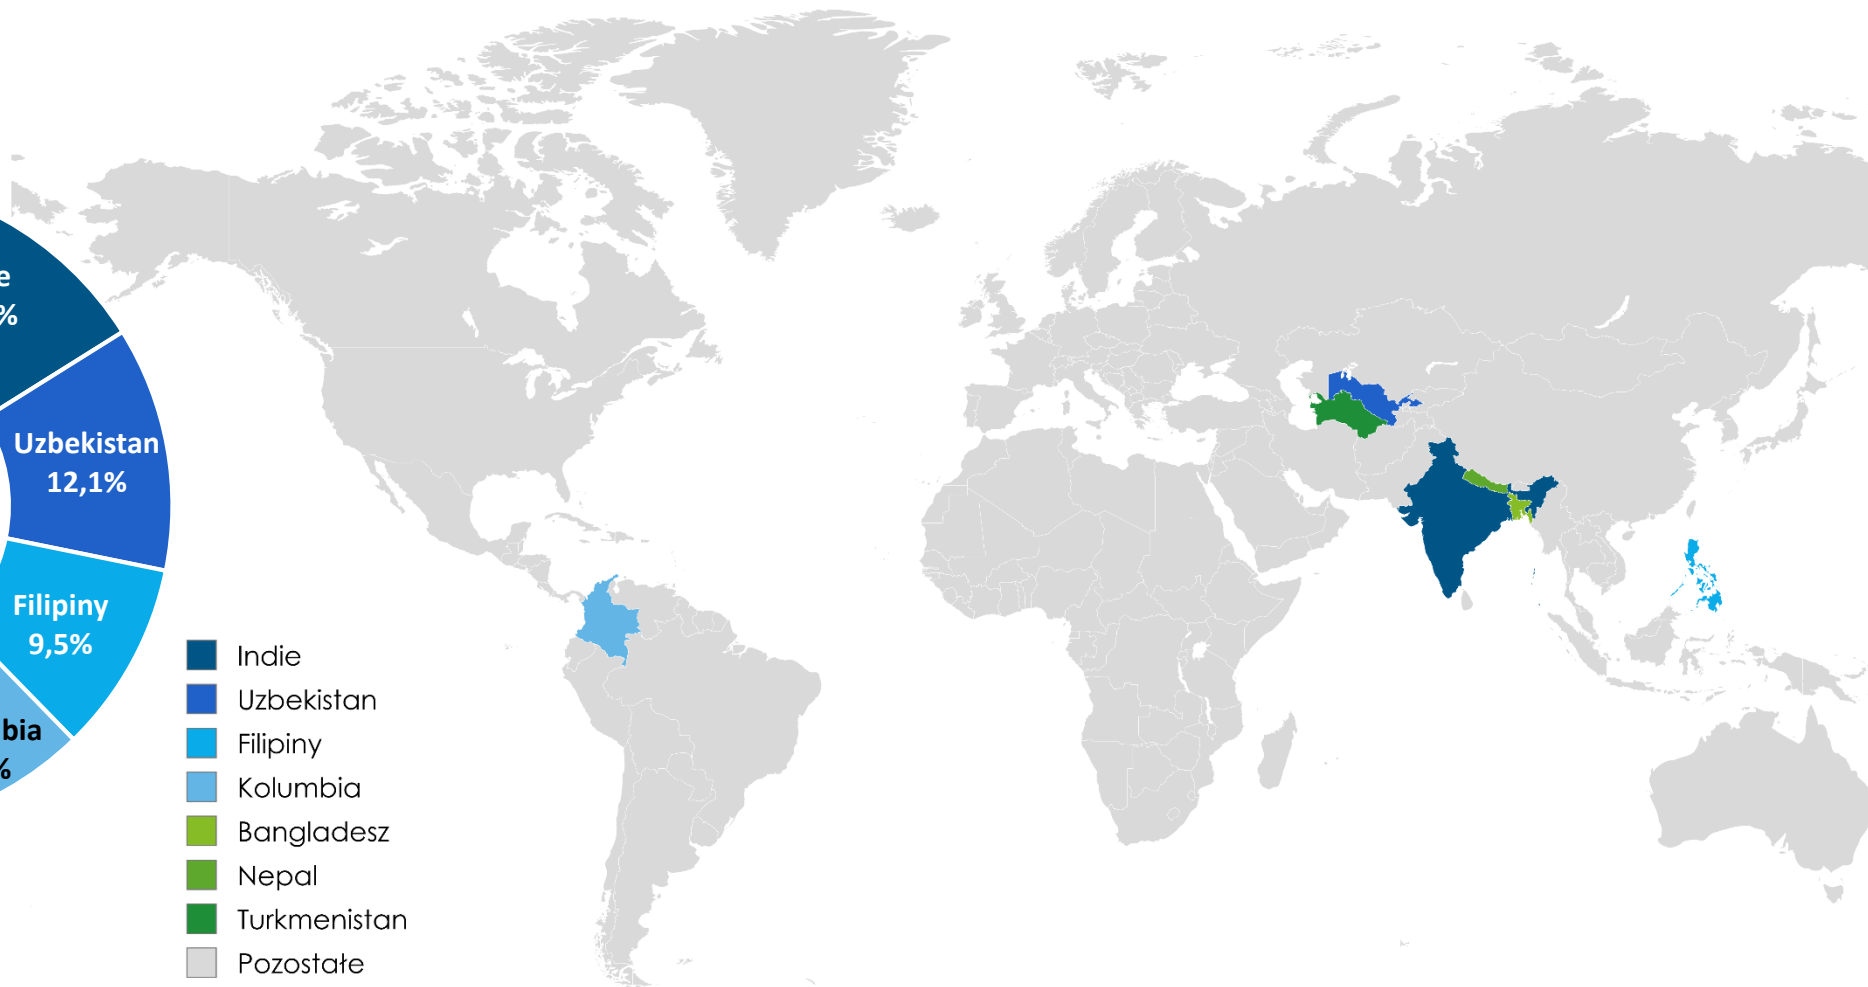 %
Uzbekistan
12,1%
Filipiny
9,5%
%
Indie
Uzbekistan
Filipiny
Kolumbia
Bangladesz
Nepal
Turkmenistan
Pozostałe